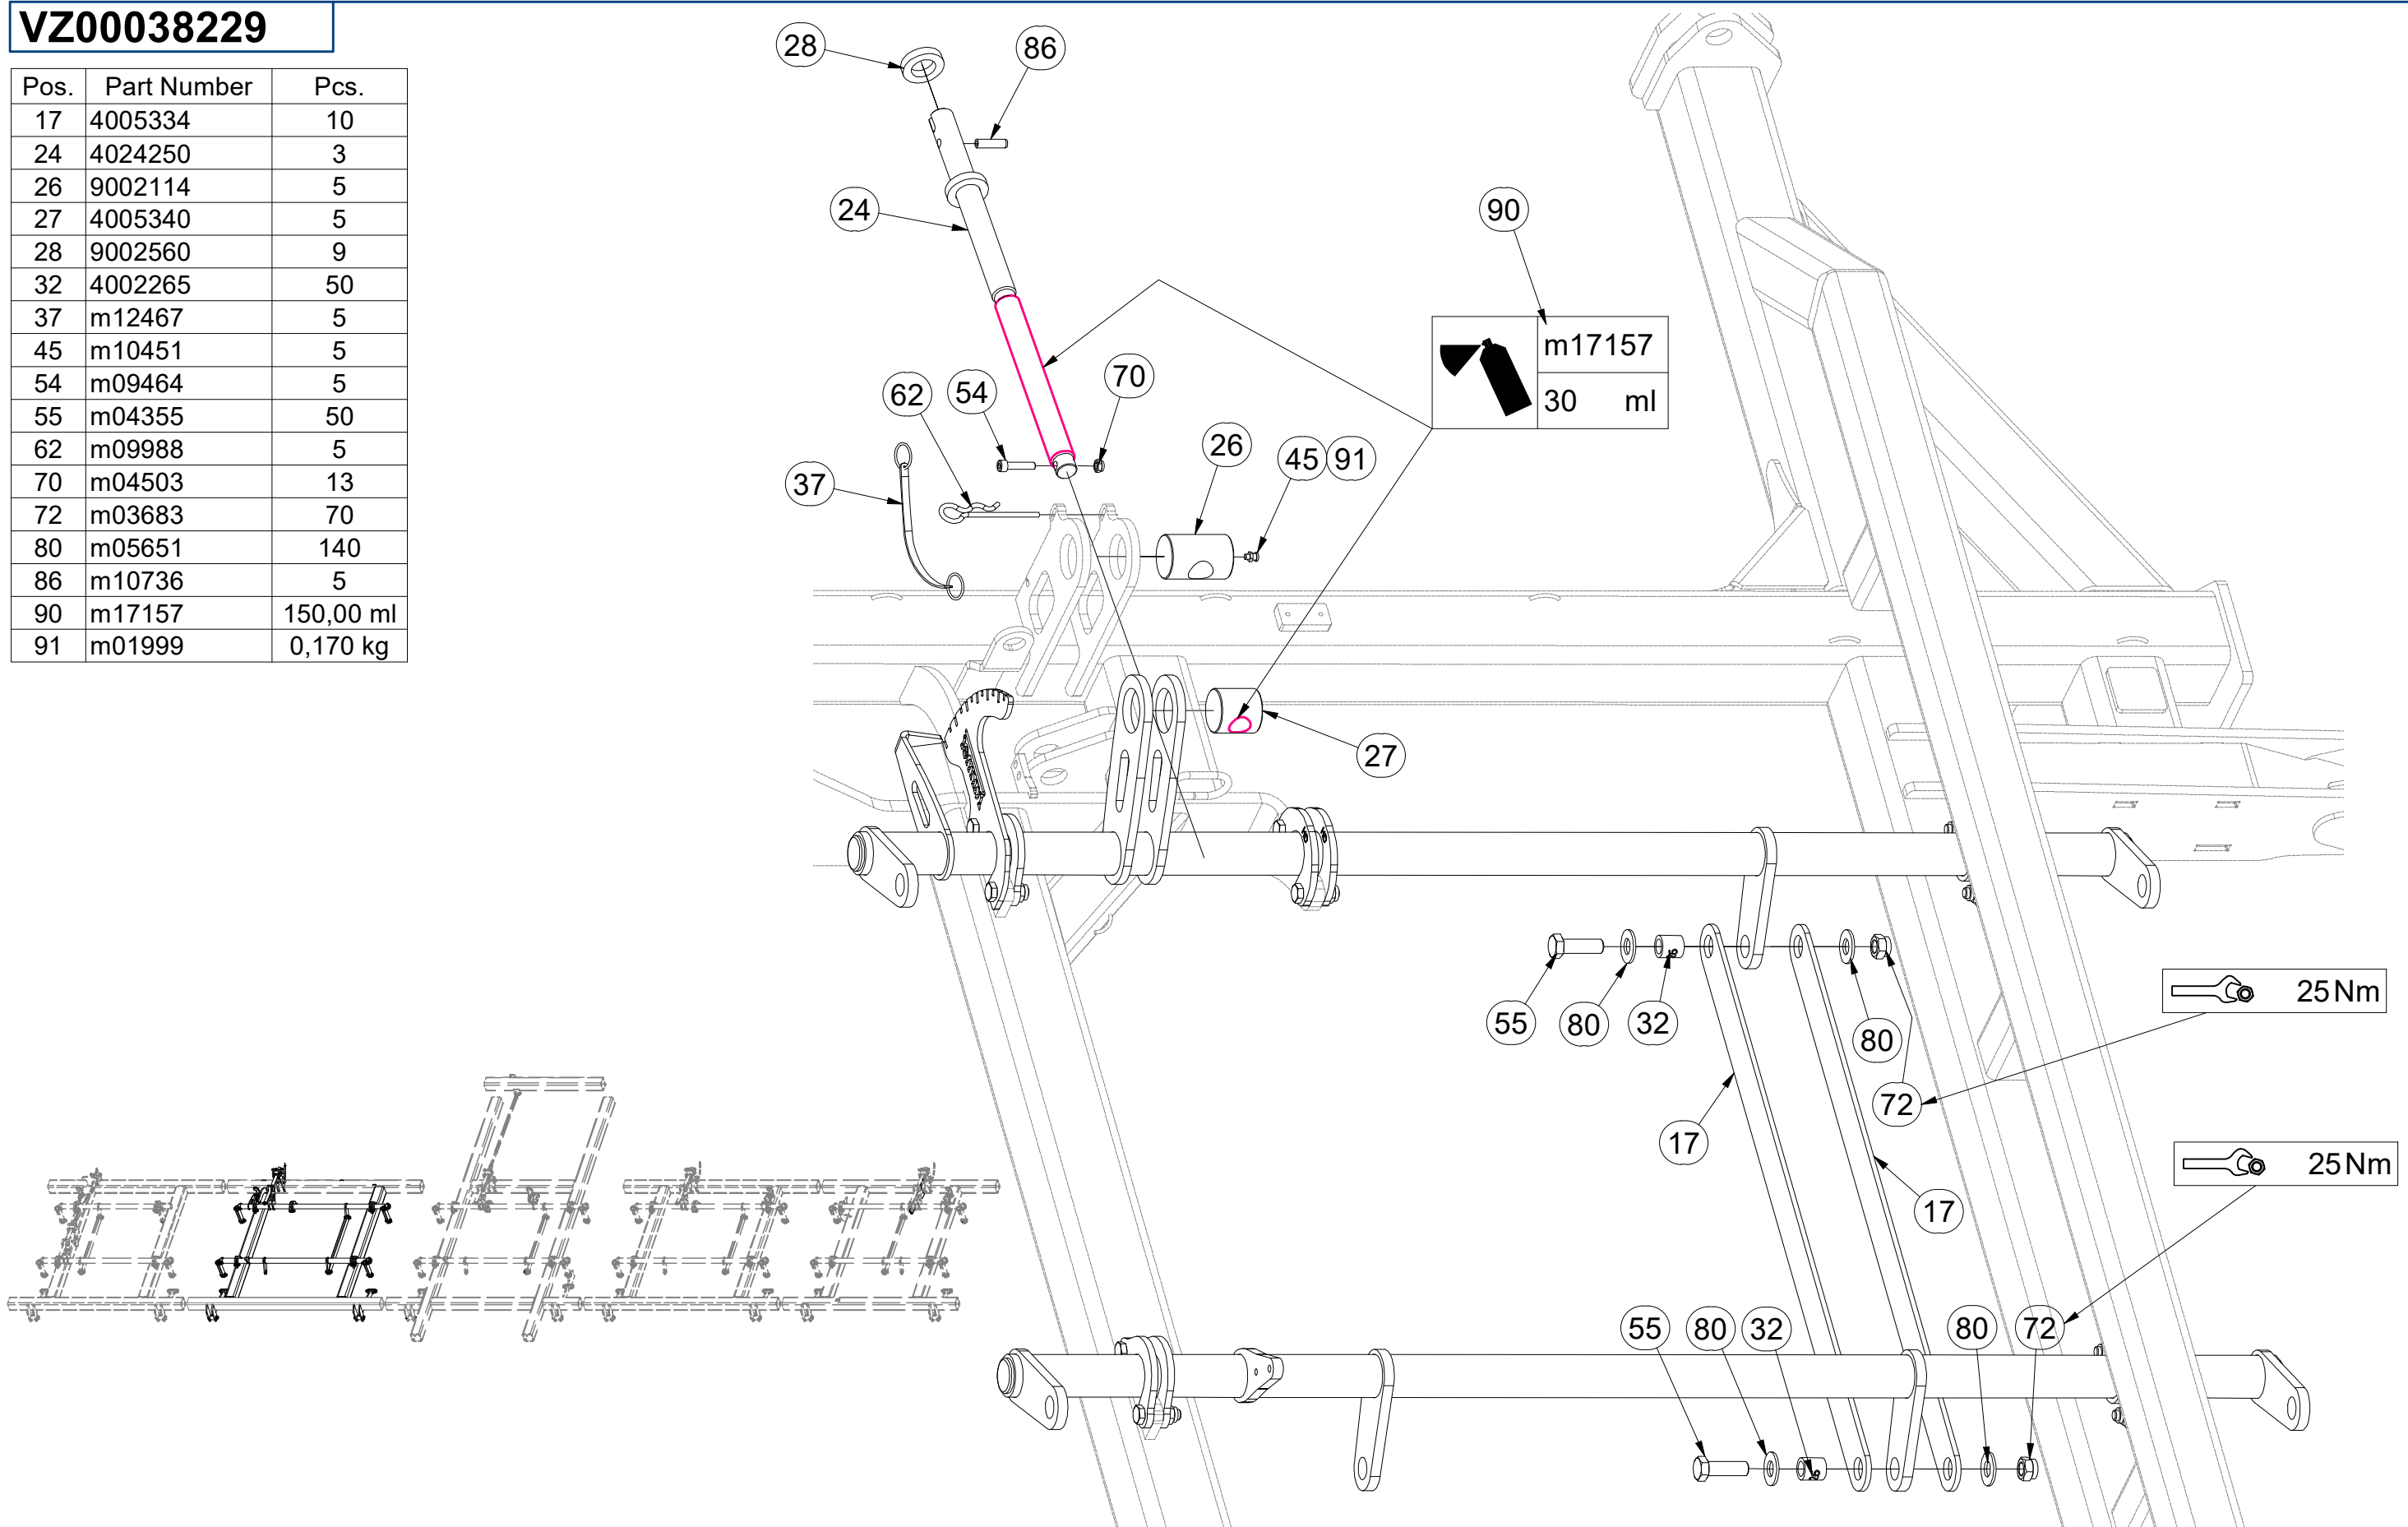 VZ00038229
Pos. Part Number Pcs.
17 4005334 10
24 4024250 3
26 9002114 5
27 4005340 5
28 9002560 9
32 4002265 50
37 m12467 5
45 m10451 5
54 m09464 5
55 m04355 50
62 m09988 5
70 m04503 13
72 m03683 70
80 m05651 140
86 m10736 5
90 m17157 150,00 ml
91 m01999 0,170 kg
28
86
24
90
m17157
30 ml
62
54
70
37
26
45
91
27
55
80
32
80
25 Nm
72
17
25 Nm
17
55
80
32
80
72